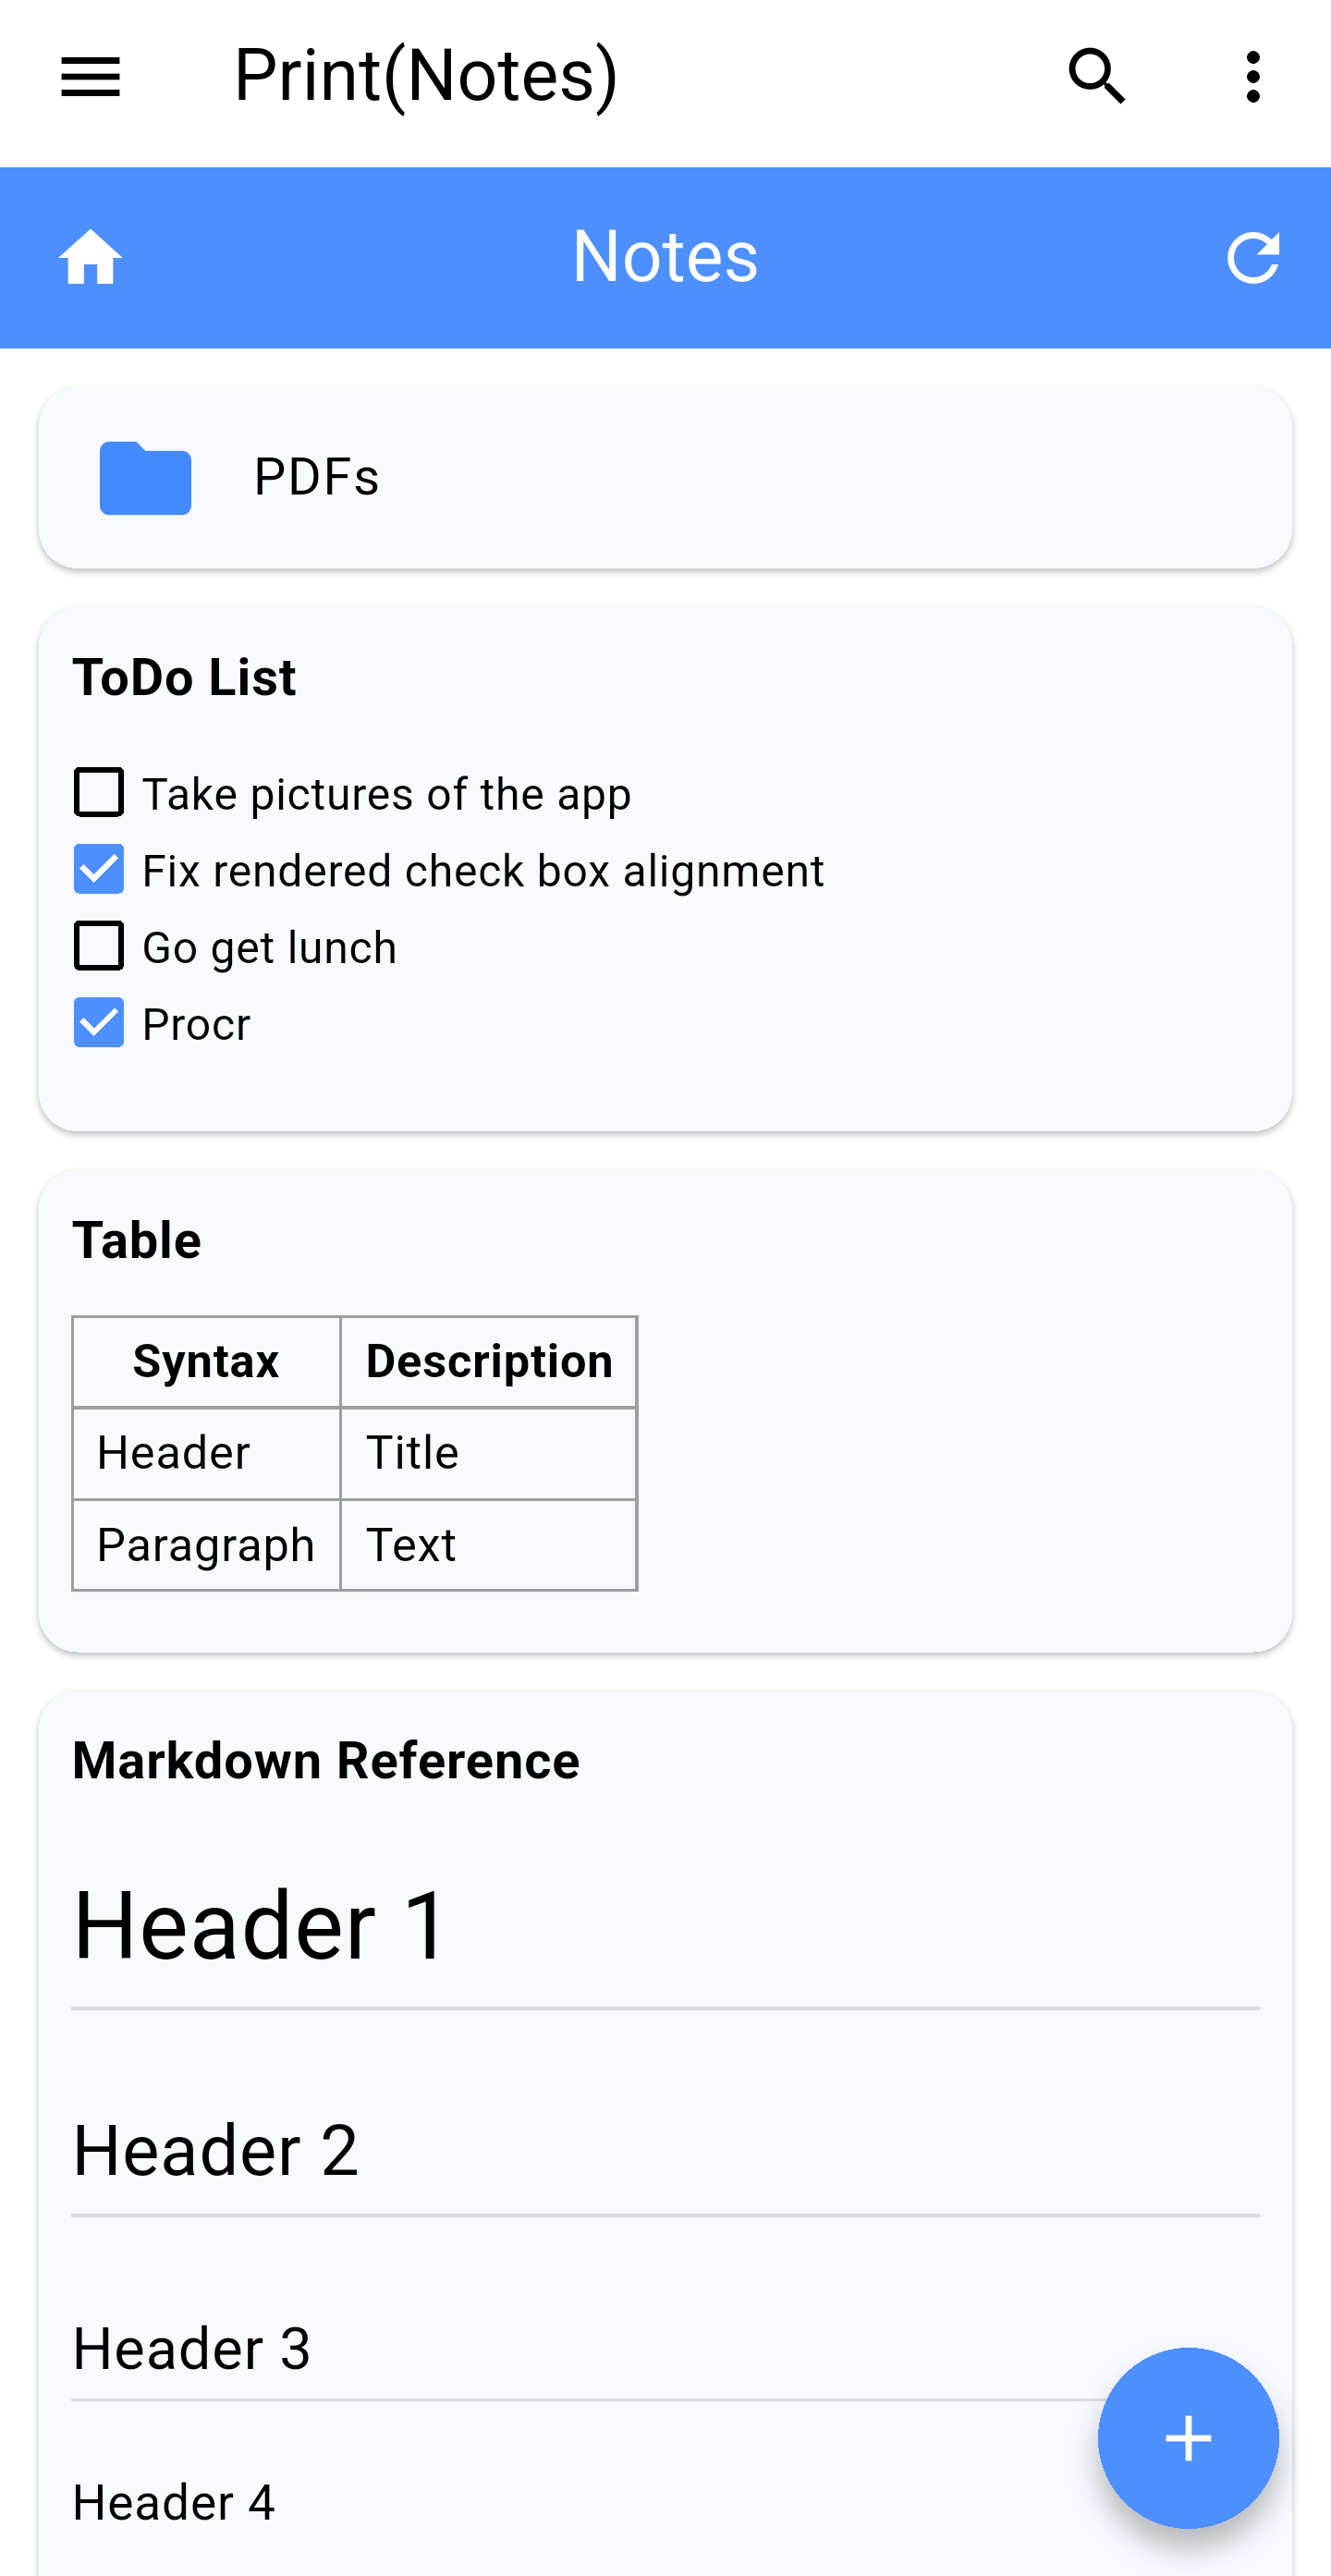 Print(Notes)
Notes
PDFs
ToDo List
Take pictures of the app
Fix rendered check box alignment
Go get lunch
Procr
Table
Syntax Description
Header Title
Paragraph Text
Markdown Reference
Header 1
Header 2
Header 3
Header 4